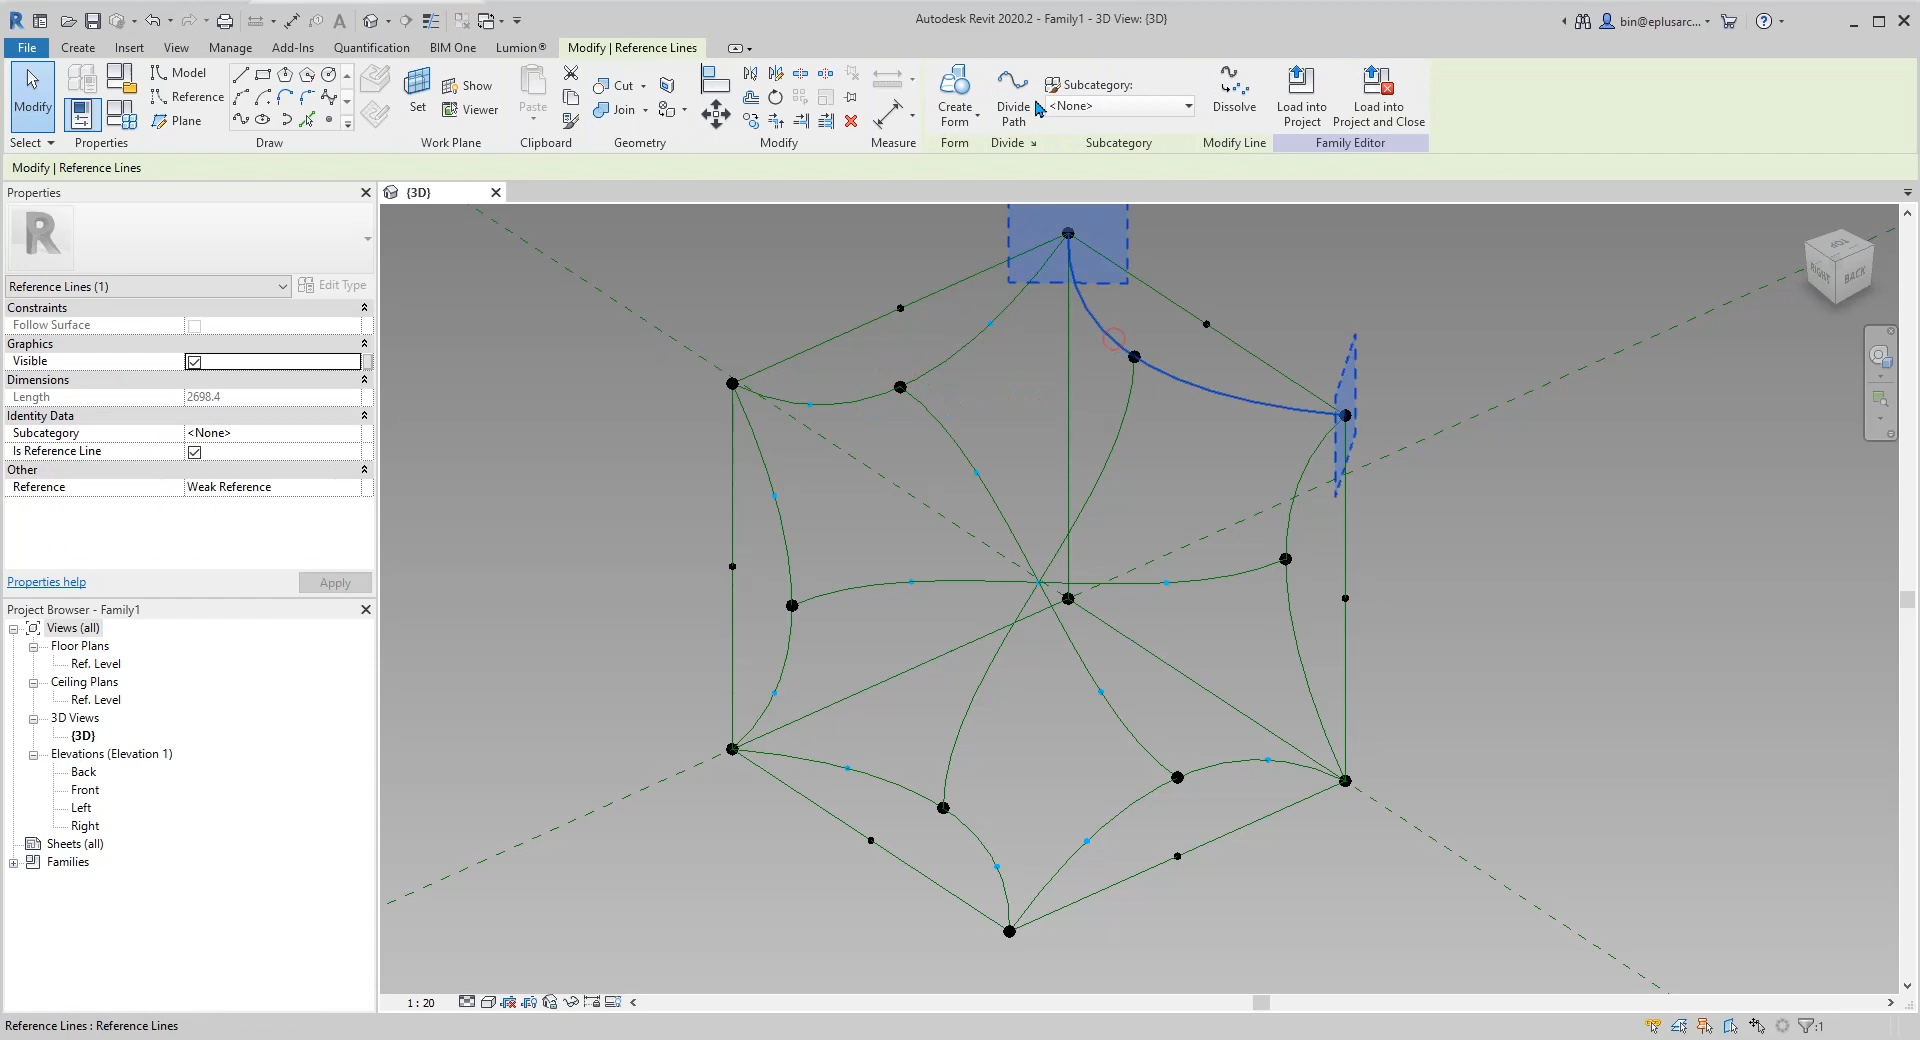 Autodesk Revit 2020.2 - Family1 - 3D View: {3D}
bin@eplusarc...
File Create Insert View Manage Add-Ins Quantification BIM One Lumion® Modify | Reference Lines
Modify
Select
Properties
Model
Reference
Plane
Draw
Set
Show
Viewer
Work Plane
Paste
Clipboard
Cut
Join
Geometry
Modify
Measure
Create Form
Form
Divide Path
Divide
Subcategory:
<None>
Subcategory
Dissolve
Modify Line
Load into Project
Load into Project and Close
Family Editor
Modify | Reference Lines
Properties
{3D}
R
Reference Lines (1)
Edit Type
Constraints
Follow Surface
Graphics
Visible
Dimensions
Length 2698.4
Identity Data
Subcategory <None>
Is Reference Line
Other
Reference Weak Reference
Properties help
Apply
Project Browser - Family1
Views (all)
Floor Plans
Ref. Level
Ceiling Plans
Ref. Level
3D Views
{3D}
Elevations (Elevation 1)
Back
Front
Left
Right
Sheets (all)
Families
TOP
RIGHT
BACK
1 : 20
Reference Lines : Reference Lines
:1